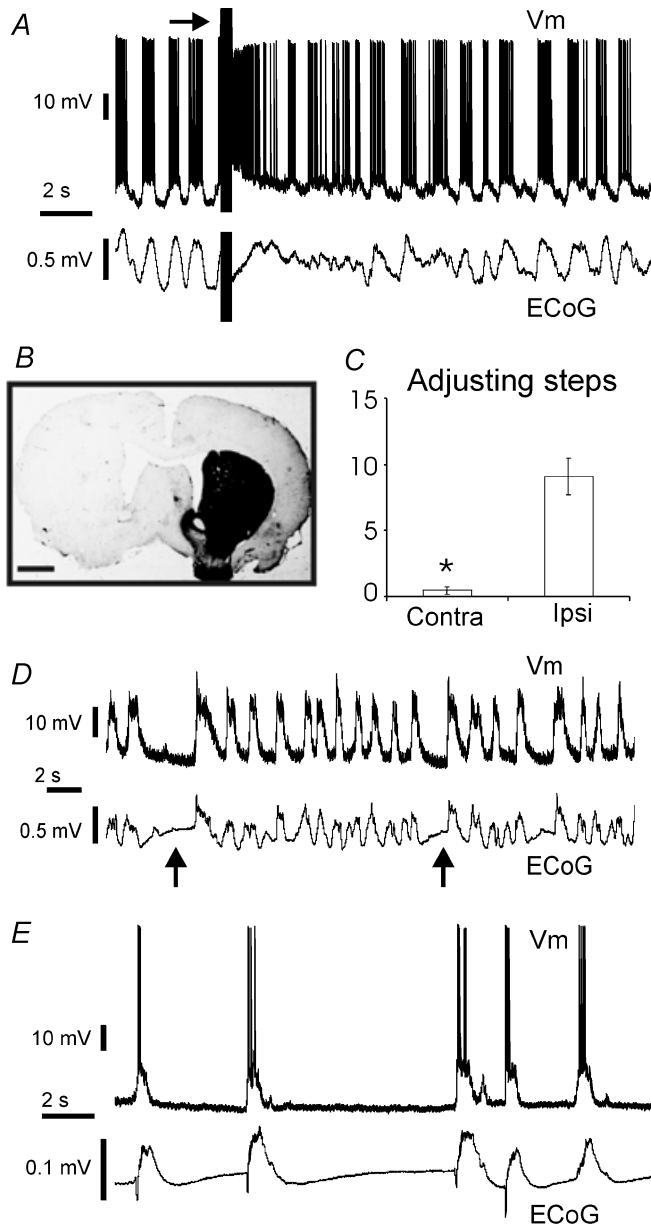 A
Vm
10 mV
2 s
0.5 mV
ECoG
B
C
Adjusting steps
15
10
5
0
*
Contra
Ipsi
D
Vm
10 mV
2 s
0.5 mV
ECoG
E
Vm
10 mV
2 s
0.1 mV
ECoG